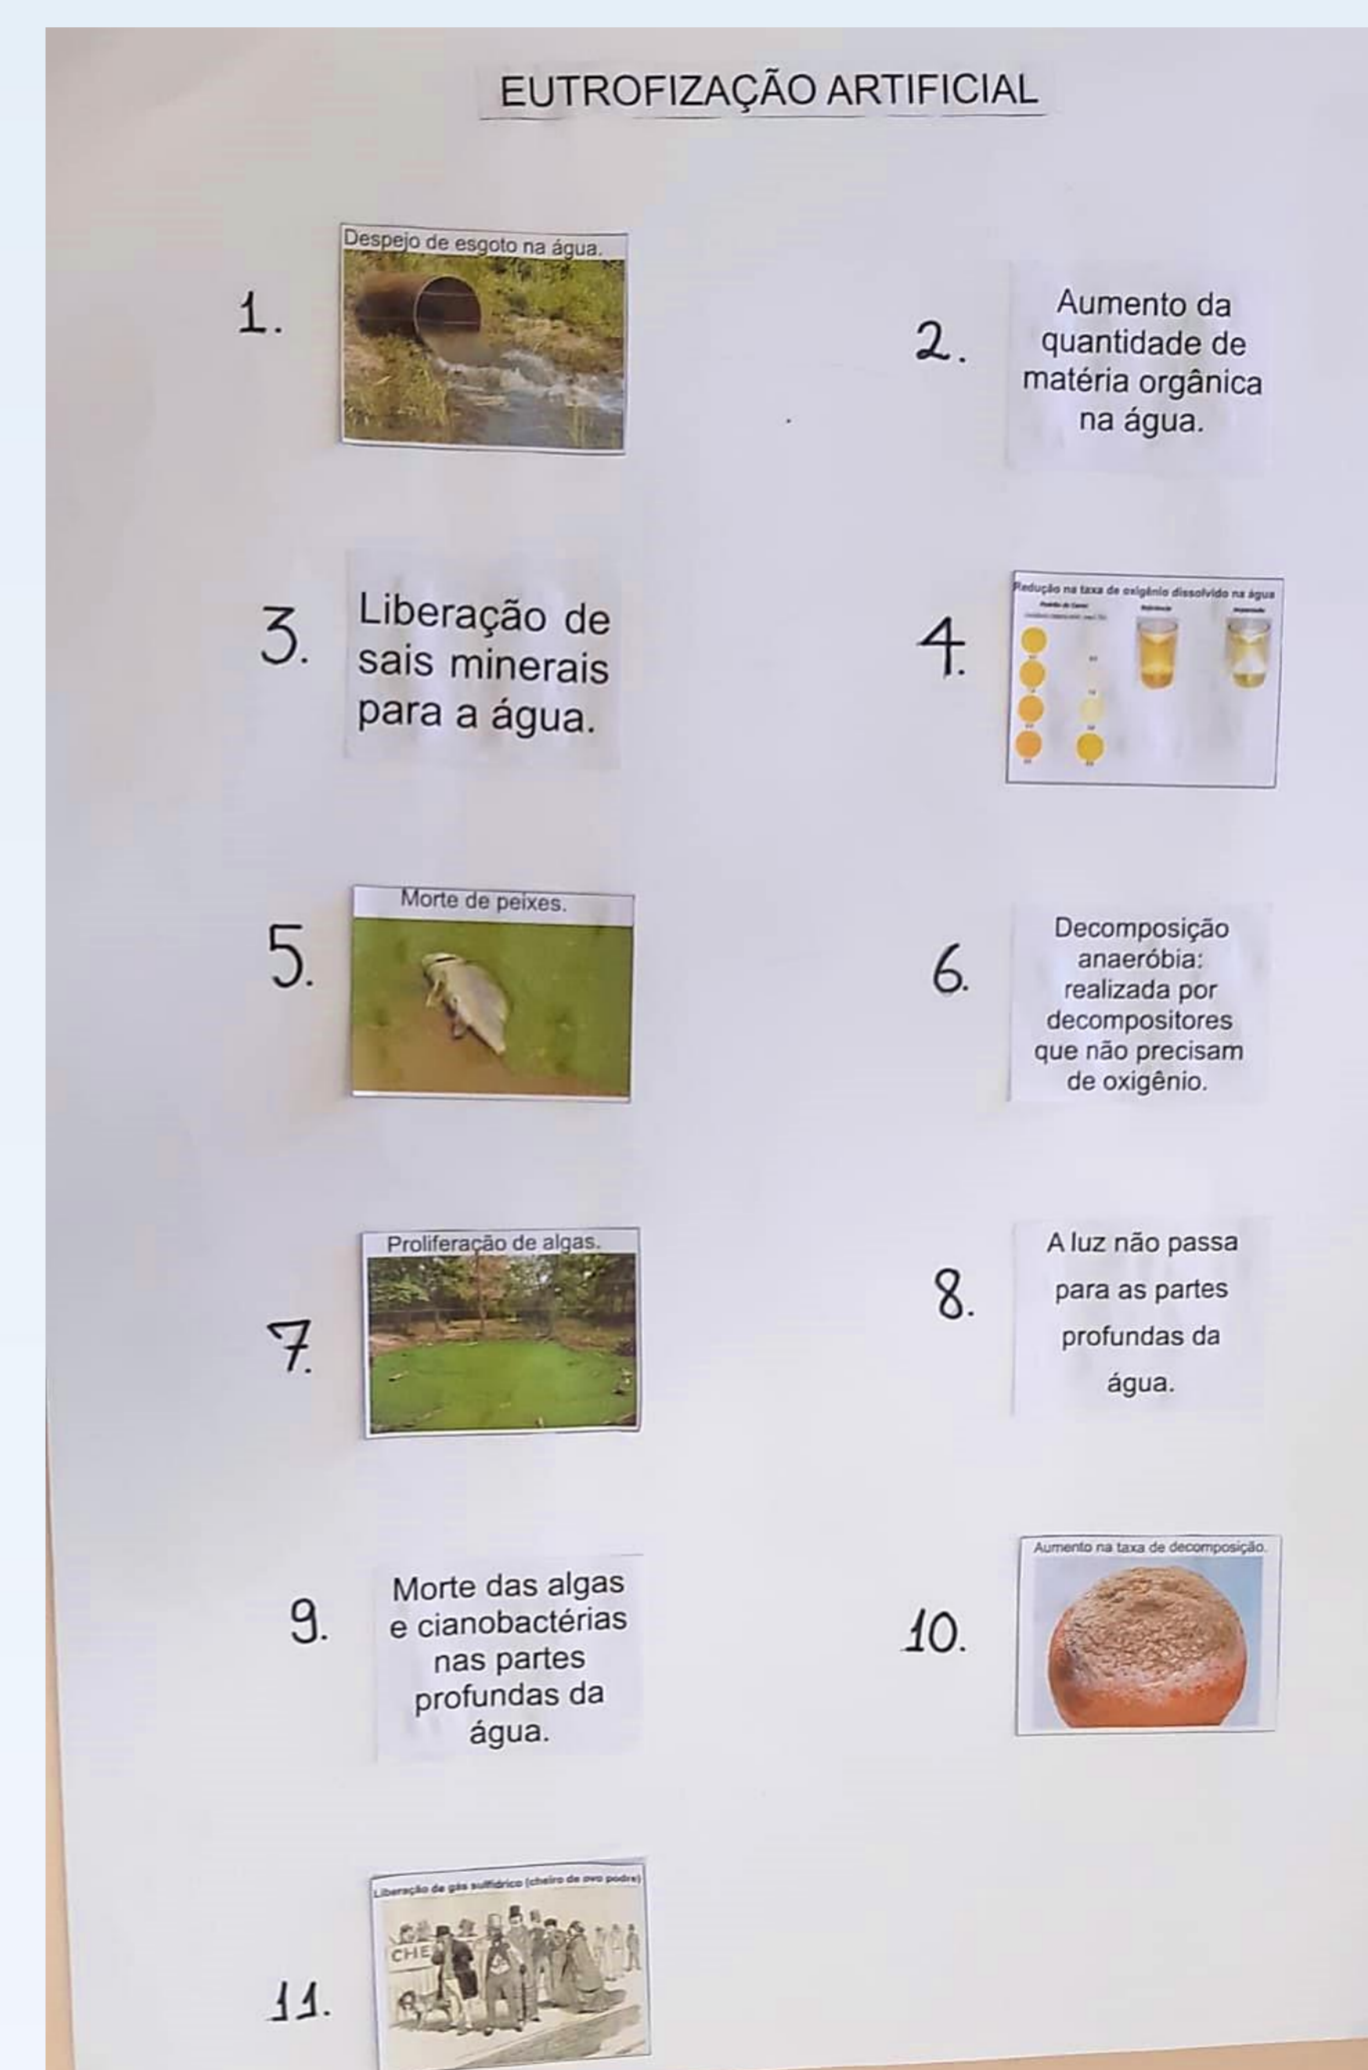 EUTROFIZAÇÃO ARTIFICIAL
1.
Despejo de esgoto na água.
2.
Aumento da
quantidade de
matéria orgânica
na água.
3.
Liberação de
sais minerais
para a água.
4.
Redução na taxa de oxigênio dissolvido na água
5.
Morte de peixes.
6.
Decomposição
anaeróbia:
realizada por
decompositores
que não precisam
de oxigênio.
7.
Proliferação de algas.
8.
A luz não passa
para as partes
profundas da
água.
9.
Morte das algas
e cianobactérias
nas partes
profundas da
água.
10.
Aumento na taxa de decomposição.
11.
Liberação de gás sulfídrico (cheiro de ovo podre)
CHE